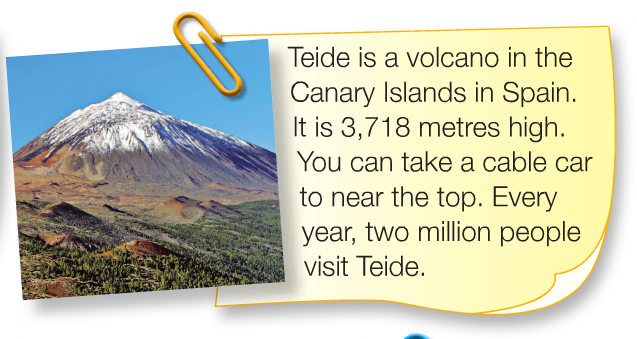 Teide is a volcano in the
Canary Islands in Spain.
It is 3,718 metres high.
You can take a cable car
to near the top. Every
year, two million people
visit Teide.